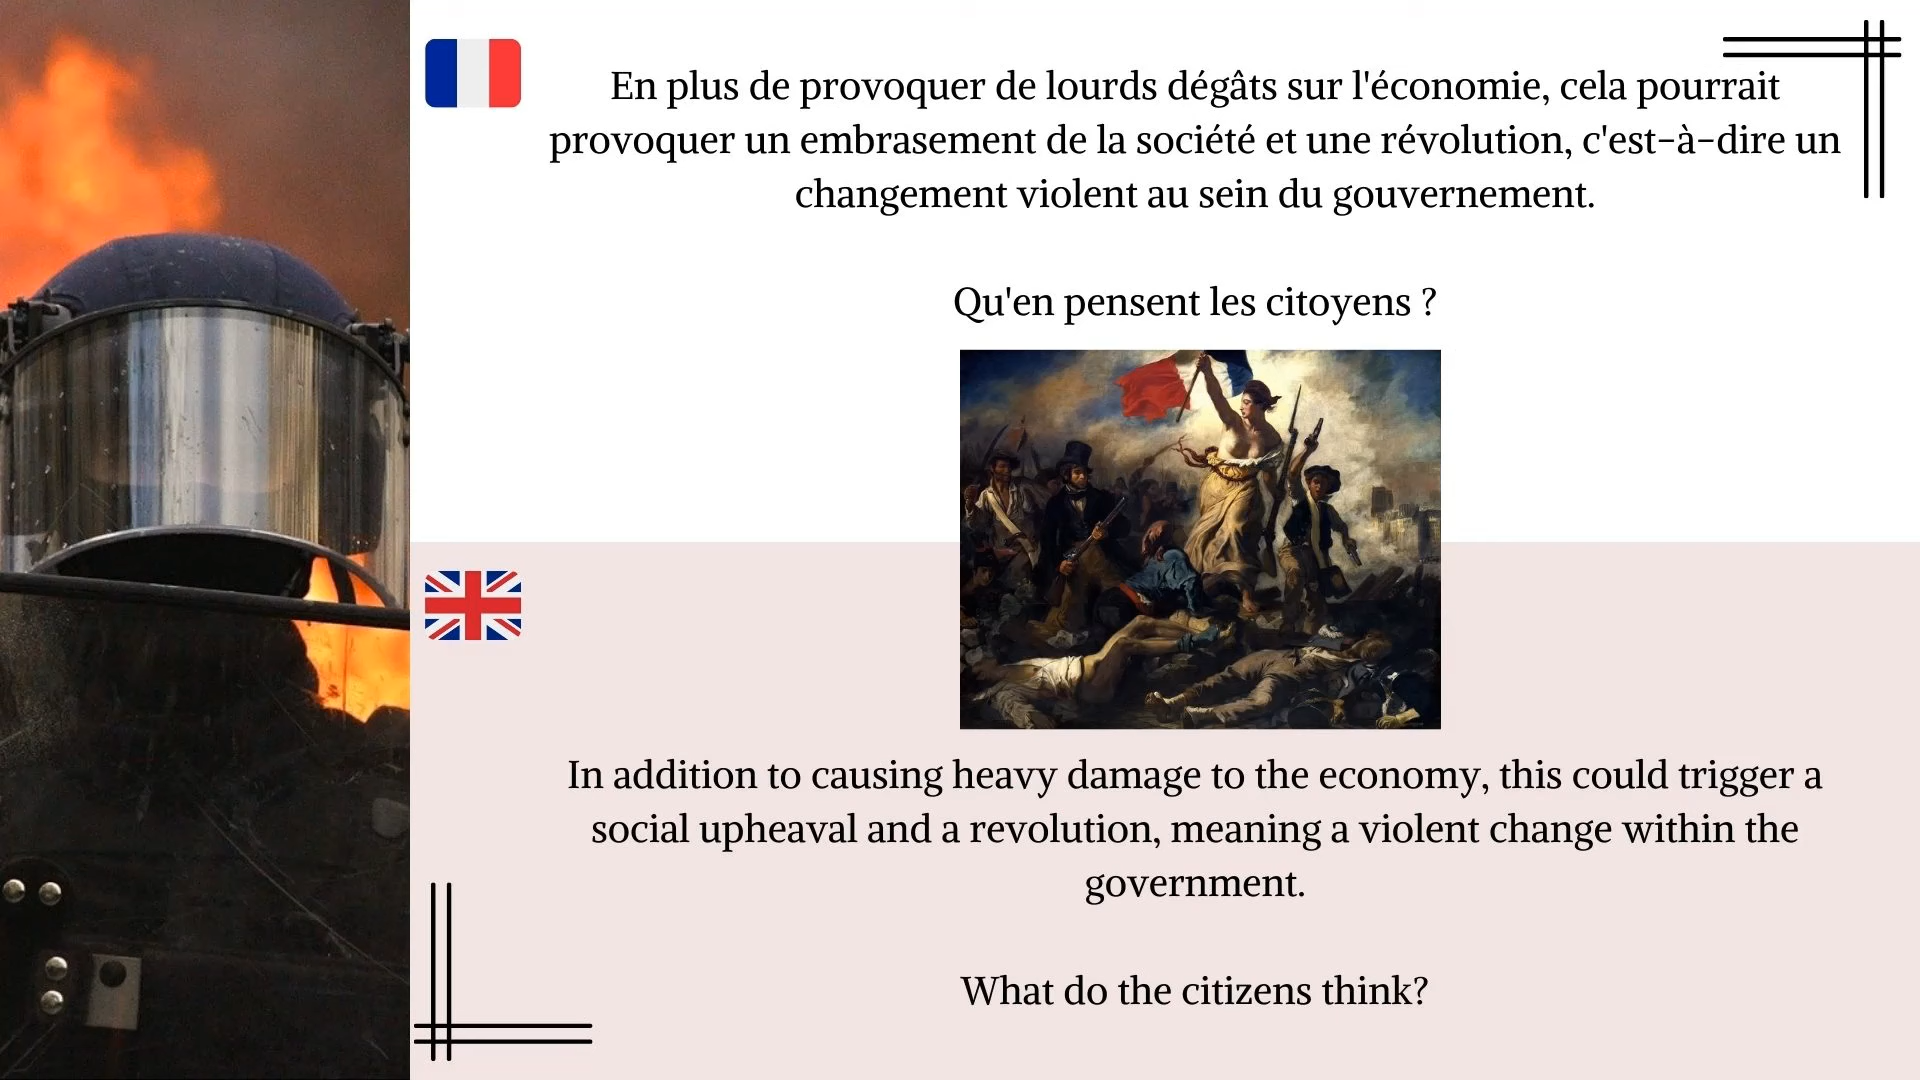 En plus de provoquer de lourds dégâts sur l'économie, cela pourrait
provoquer un embrasement de la société et une révolution, c'est-à-dire un
changement violent au sein du gouvernement.
Qu'en pensent les citoyens ?
In addition to causing heavy damage to the economy, this could trigger a
social upheaval and a revolution, meaning a violent change within the
government.
What do the citizens think?